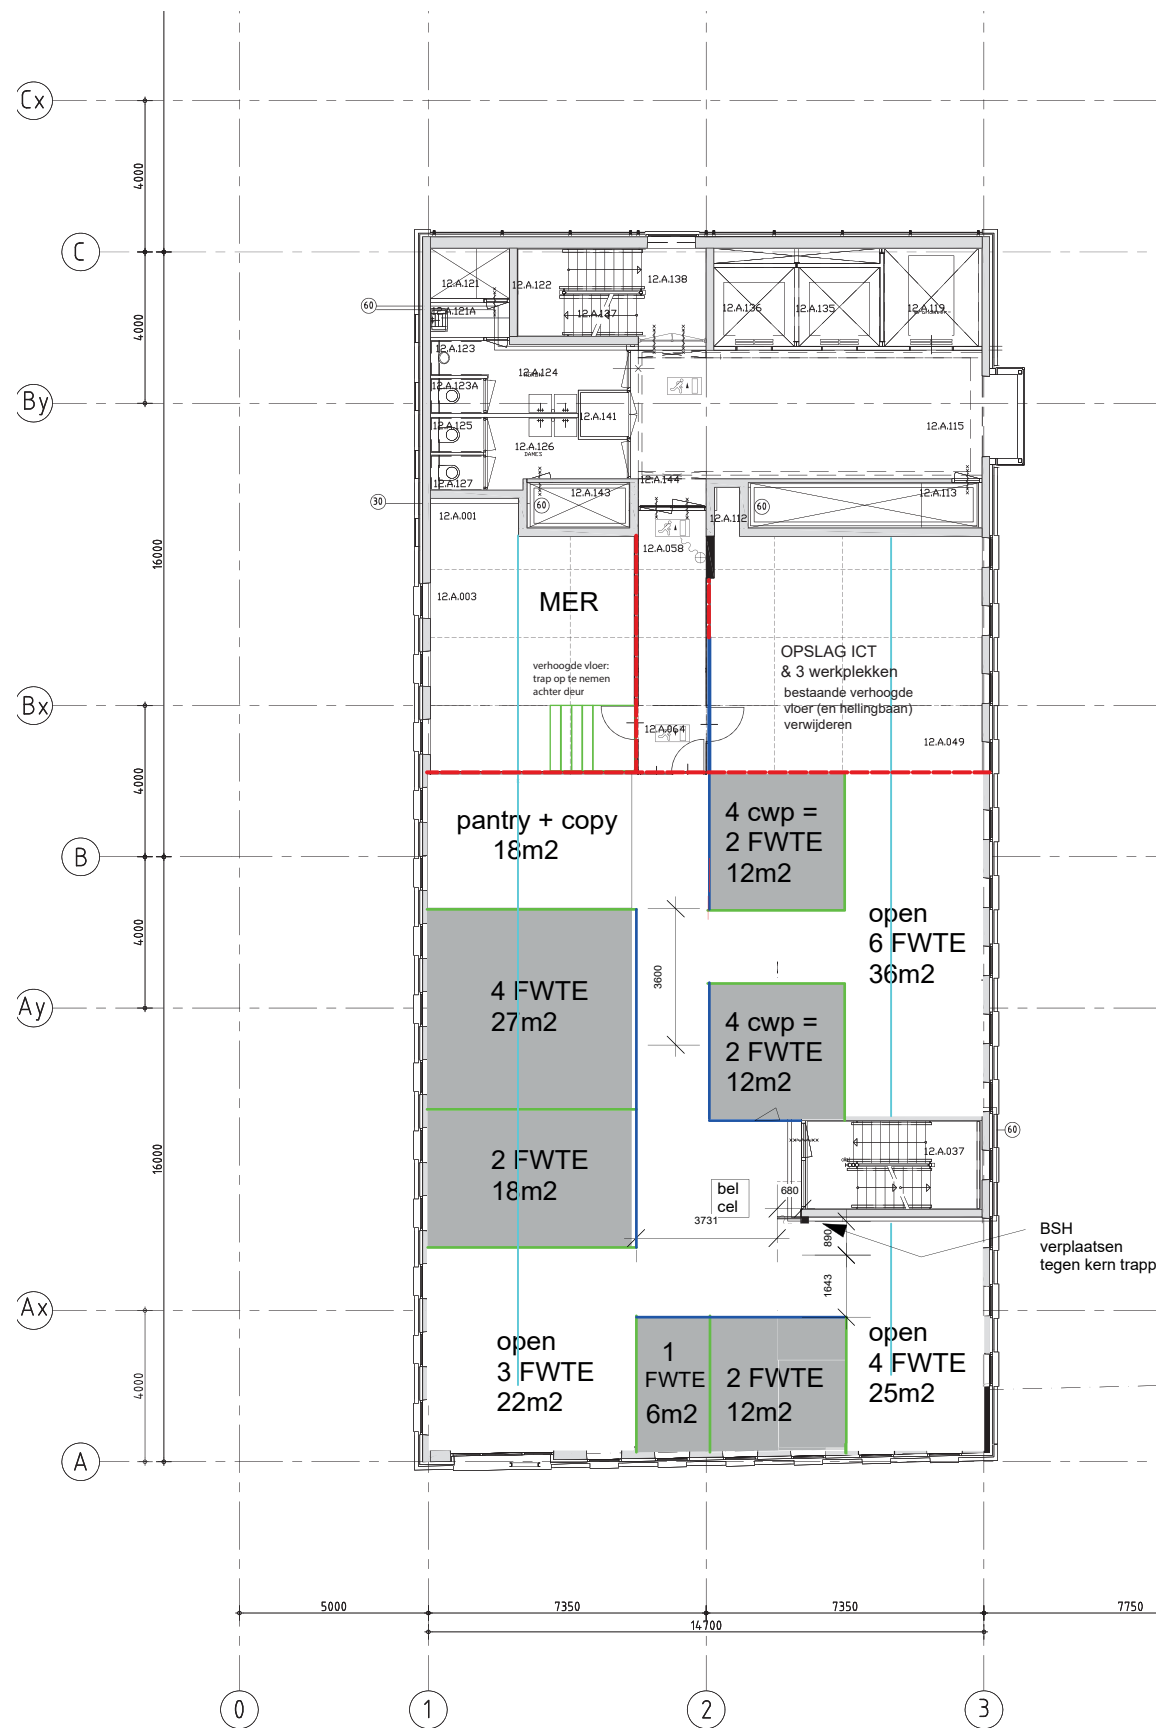 Cx
4000
C
12.A.121
12.A.122
12.A.138
12.A.136
12.A.135
12.A.119
60
12.A.121A
12.A.137
4000
12.A.123
12.A.124
12.A.123A
By
12.A.141
12.A.125
12.A.115
12.A.126
DAMES
12.A.127
12.A.144
12.A.143
12.A.113
30
60
60
12.A.001
12.A.112
16000
12.A.058
12.A.003
MER
OPSLAG ICT
& 3 werkplekken
bestaande verhoogde
vloer (en hellingbaan)
verwijderen
verhoogde vloer:
trap op te nemen
achter deur
Bx
12.A.064
12.A.049
4000
pantry + copy
18m2
4 cwp =
2 FWTE
12m2
B
open
6 FWTE
36m2
4000
3600
4 FWTE
27m2
Ay
4 cwp =
2 FWTE
12m2
60
12.A.037
16000
2 FWTE
18m2
bel
cel
680
3731
890
BSH
verplaatsen
tegen kern trapp
1643
Ax
open
3 FWTE
22m2
1
FWTE
6m2
2 FWTE
12m2
open
4 FWTE
25m2
4000
A
5000
7350
7350
7750
14700
0
1
2
3